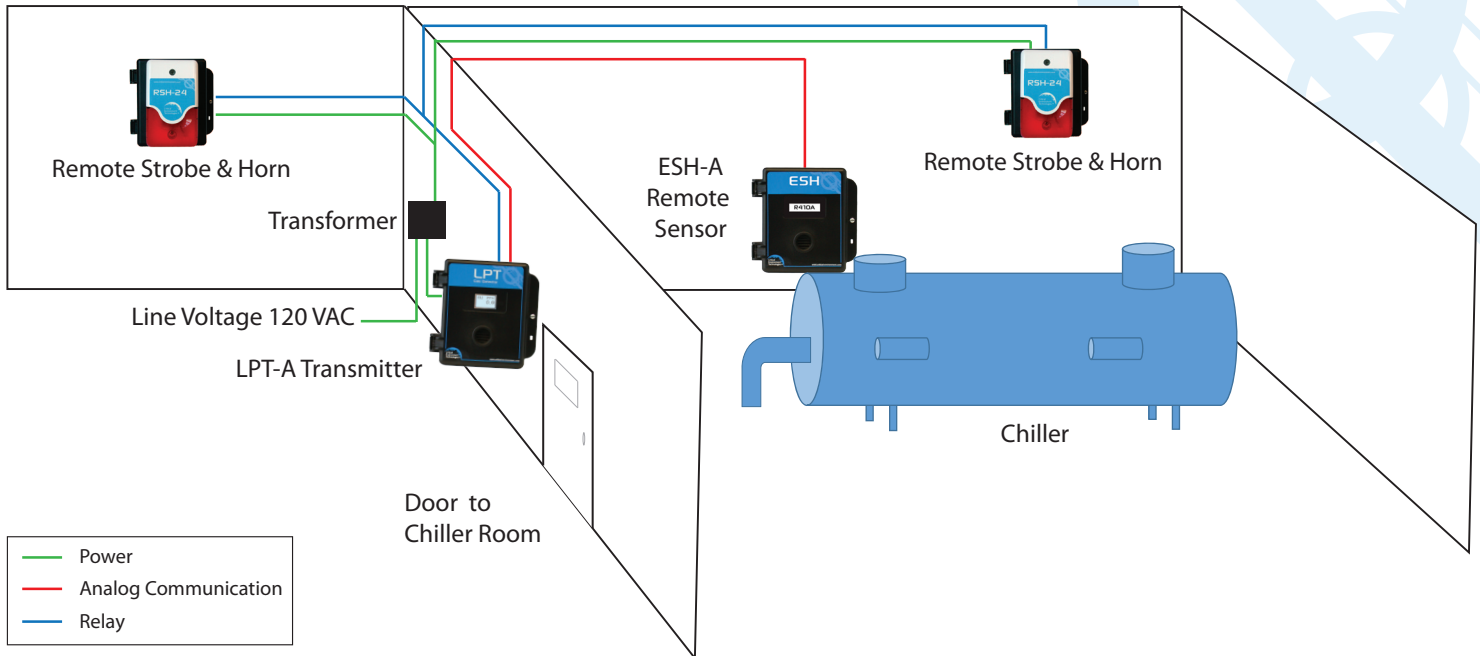 RSH-24
Remote Strobe & Horn
RSH-24
Remote Strobe & Horn
ESH-A
Remote
Sensor
ESH
R410A
Transformer
LPT
Line Voltage 120 VAC
LPT-A Transmitter
Chiller
Door to
Chiller Room
Power
Analog Communication
Relay